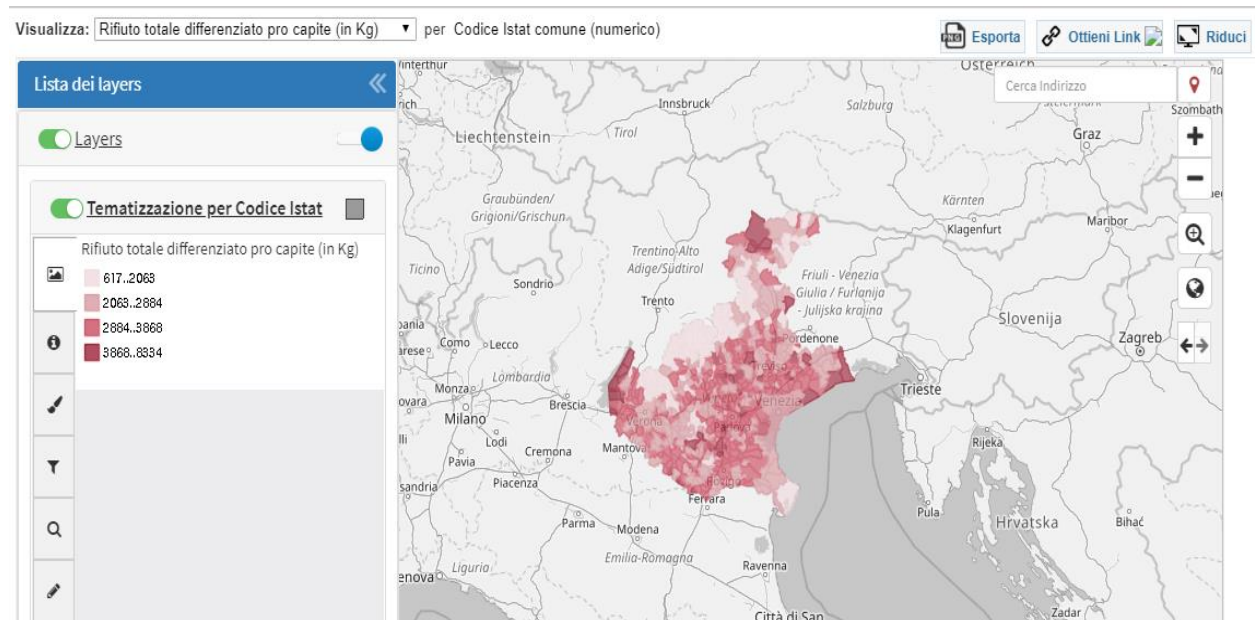 Visualizza: Rifiuto totale differenziato pro capite (in Kg) per Codice Istat comune (numerico)
Esporta Ottieni Link Riduci
Lista dei layers
Layers
Tematizzazione per Codice Istat
Rifiuto totale differenziato pro capite (in Kg)
617..2063
2063..2884
2884..3868
3868..8334
Cerca Indirizzo
Innsbruck
Salzburg
Szombath
Liechtenstein
Tirol
Graz
Graubünden/
Grigioni/Grischun
Kärnten
Klagenfurt
Maribor
Trentino-Alto
Adige/Südtirol
Ticino
Sondrio
Friuli - Venezia
Giulia / Furlanija
- Julijska krajina
Trento
Slovenija
Como
Lecco
Pordenone
Zagreb
Treviso
Lombardia
Monza
Trieste
Brescia
Venezia
Milano
Verona
Padova
Lodi
Cremona
Mantova
Rijeka
Pavia
Piacenza
Rovigo
Ferrara
Pula
Hrvatska
Bihać
Parma
Modena
Emilia-Romagna
Liguria
Ravenna
enova
Città di San
Zadar